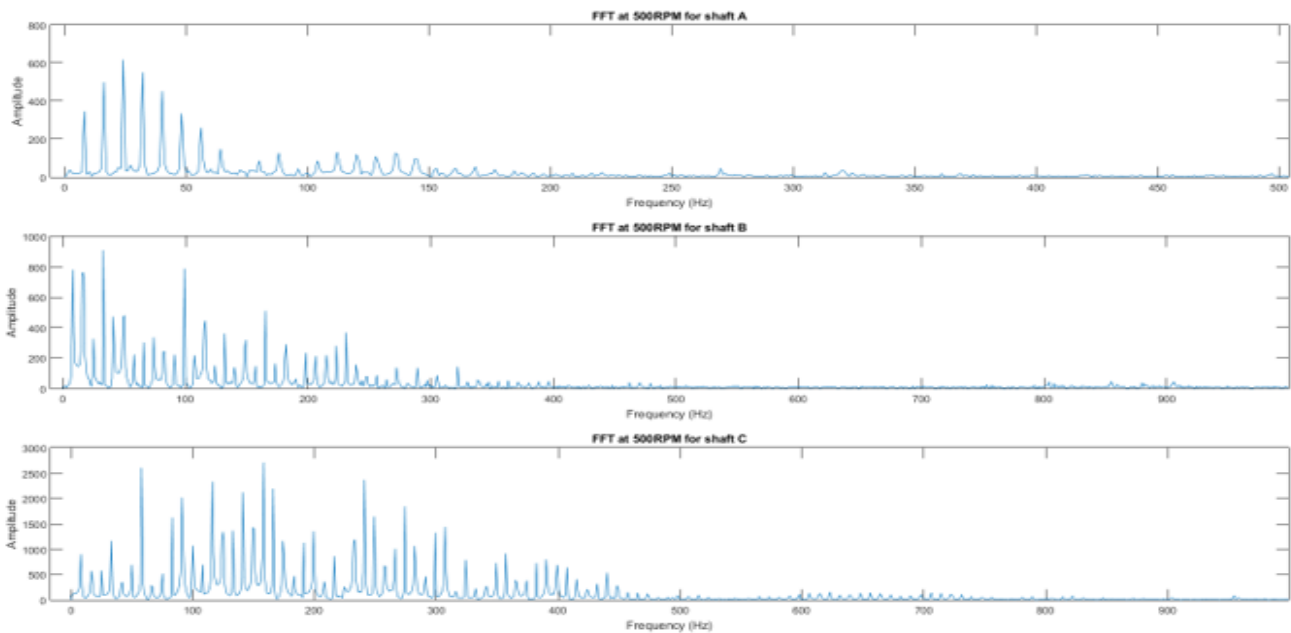 FFT at 500RPM for shaft A
800
600
400
200
0
Amplitude
0 50 100 150 200 250 300 350 400 450 500
Frequency (Hz)
FFT at 500RPM for shaft B
1000
800
600
400
200
0
Amplitude
0 100 200 300 400 500 600 700 800 900
Frequency (Hz)
FFT at 500RPM for shaft C
3000
2500
2000
1500
1000
500
0
Amplitude
0 100 200 300 400 500 600 700 800 900
Frequency (Hz)